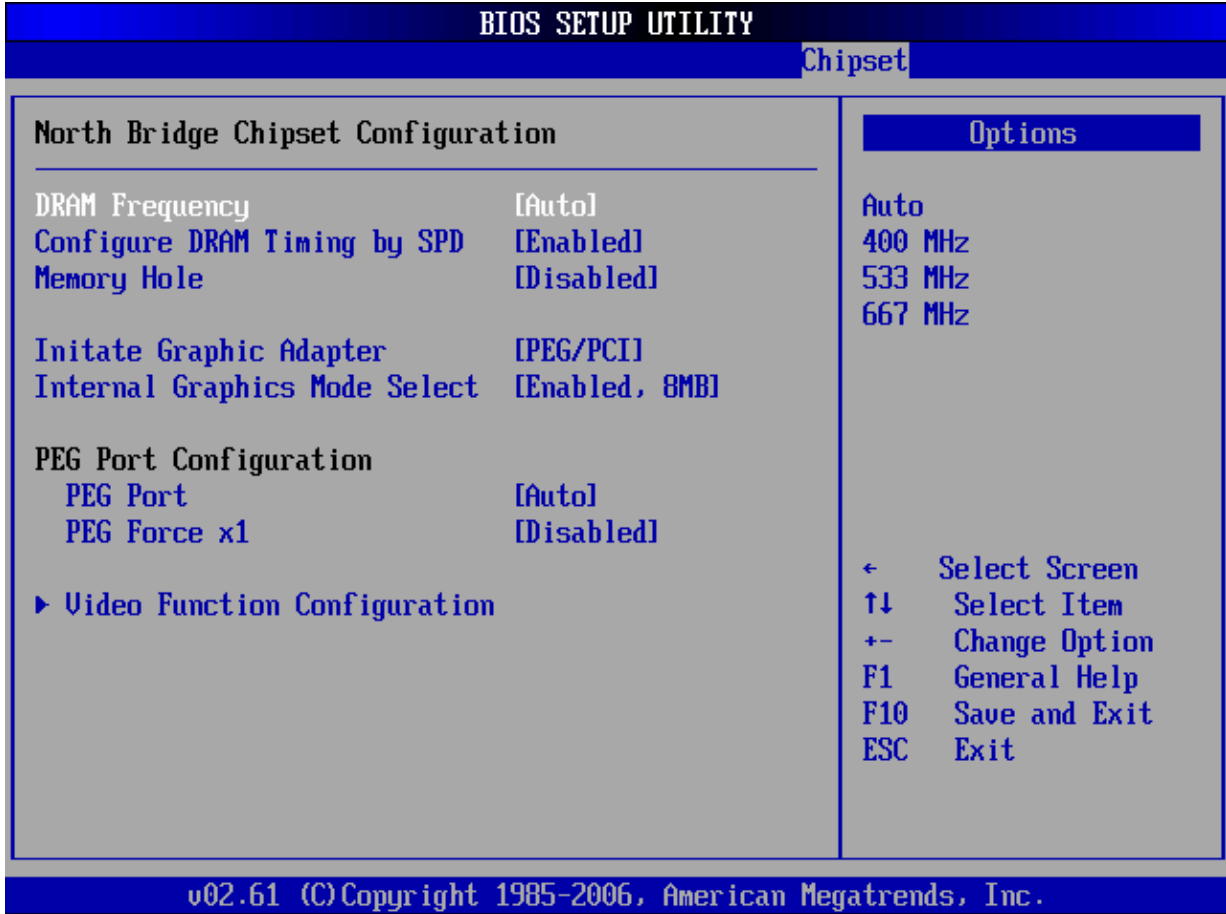 BIOS SETUP UTILITY
Chipset
North Bridge Chipset Configuration
DRAM Frequency [Auto]
Configure DRAM Timing by SPD [Enabled]
Memory Hole [Disabled]
Initate Graphic Adapter [PEG/PCI]
Internal Graphics Mode Select [Enabled, 8MB]
PEG Port Configuration
PEG Port [Auto]
PEG Force x1 [Disabled]
▶ Video Function Configuration
Options
Auto
400 MHz
533 MHz
667 MHz
← Select Screen
↑↓ Select Item
+- Change Option
F1 General Help
F10 Save and Exit
ESC Exit
v02.61 (C)Copyright 1985-2006, American Megatrends, Inc.